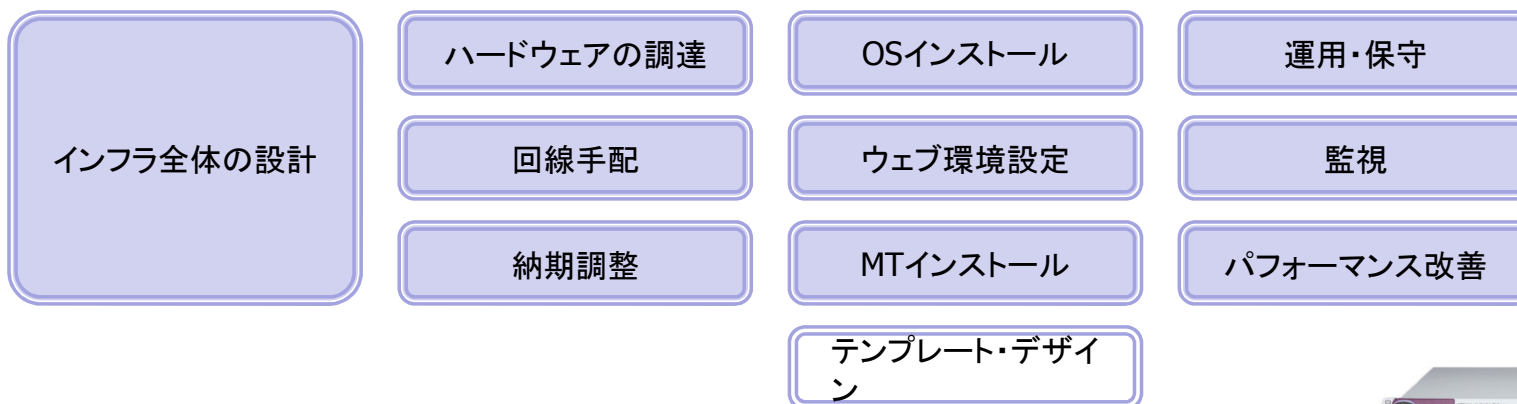 インフラ全体の設計
ハードウェアの調達
回線手配
納期調整
OSインストール
ウェブ環境設定
MTインストール
テンプレート・デザイ
ン
運用・保守
監視
パフォーマンス改善